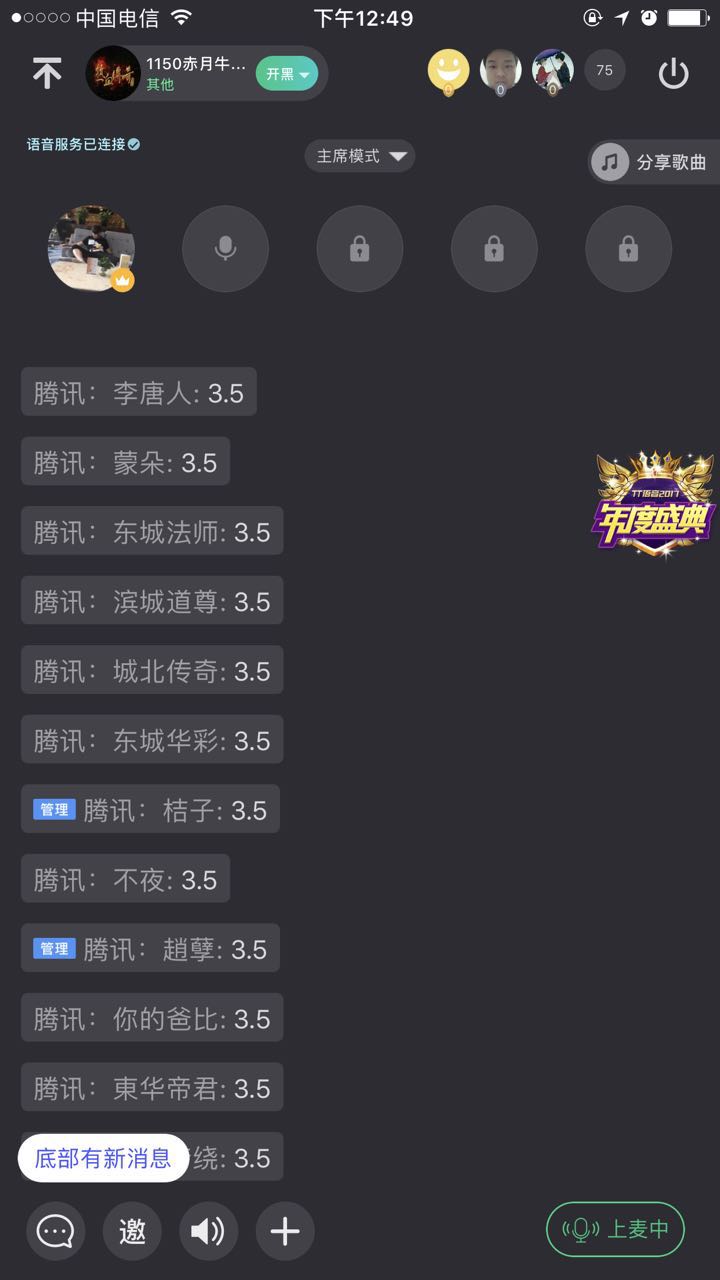 中国电信
下午12:49
1150赤月牛...
其他
开黑
0
0
0
75
语音服务已连接
主席模式
分享歌曲
TT语音2017
年度盛典
腾讯：李唐人: 3.5
腾讯：蒙朵: 3.5
腾讯：东城法师: 3.5
腾讯：滨城道尊: 3.5
腾讯：城北传奇: 3.5
腾讯：东城华彩: 3.5
管理 腾讯：桔子: 3.5
腾讯：不夜: 3.5
管理 腾讯：趙孽: 3.5
腾讯：你的爸比: 3.5
腾讯：東华帝君: 3.5
底部有新消息
绕: 3.5
邀
上麦中